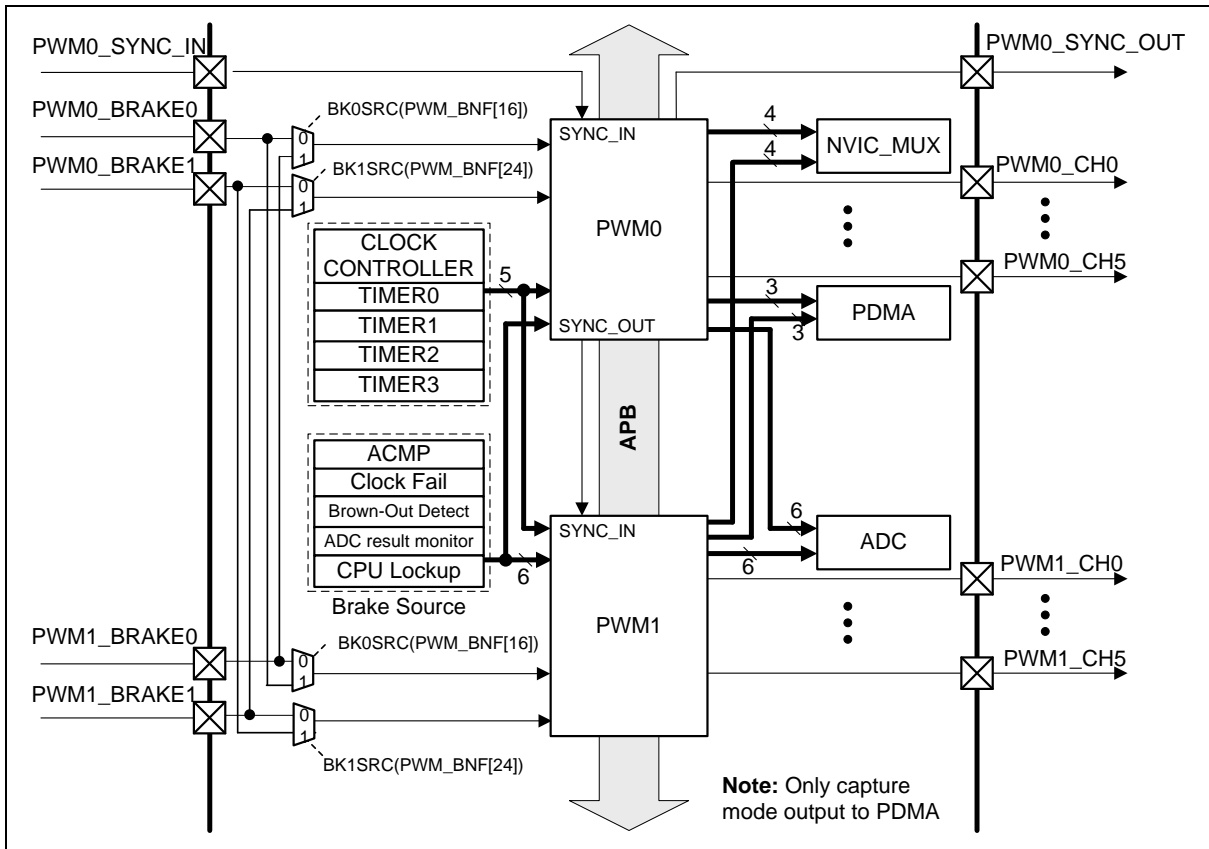 PWM0_SYNC_IN
PWM0_BRAKE0
PWM0_BRAKE1
BK0SRC(PWM_BNF[16])
0
1
BK1SRC(PWM_BNF[24])
0
1
CLOCK
CONTROLLER
TIMER0
TIMER1
TIMER2
TIMER3
5
ACMP
Clock Fail
Brown-Out Detect
ADC result monitor
CPU Lockup
Brake Source
6
PWM1_BRAKE0
PWM1_BRAKE1
BK0SRC(PWM_BNF[16])
0
1
0
1
BK1SRC(PWM_BNF[24])
SYNC_IN
PWM0
SYNC_OUT
APB
SYNC_IN
PWM1
4
4
NVIC_MUX
3
3
PDMA
6
6
ADC
PWM0_SYNC_OUT
PWM0_CH0
PWM0_CH5
PWM1_CH0
PWM1_CH5
Note: Only capture
mode output to PDMA